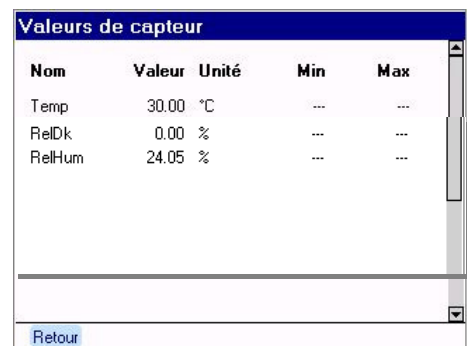 Valeurs de capteur
Nom Valeur Unité Min Max
Temp 30.00 °C --- ---
RelDk 0.00 % --- ---
RelHum 24.05 % --- ---
Retour